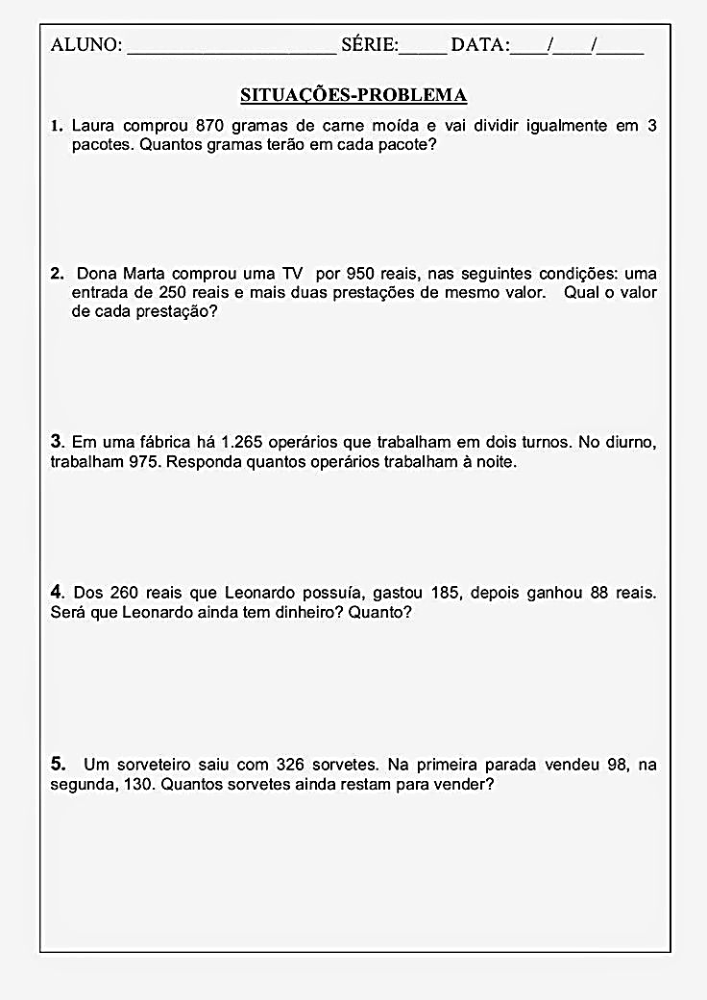 ALUNO: ______________________ SÉRIE:_____ DATA:____/____/_____
SITUAÇÕES-PROBLEMA
1. Laura comprou 870 gramas de carne moída e vai dividir igualmente em 3
pacotes. Quantos gramas terão em cada pacote?
2. Dona Marta comprou uma TV por 950 reais, nas seguintes condições: uma
entrada de 250 reais e mais duas prestações de mesmo valor. Qual o valor
de cada prestação?
3. Em uma fábrica há 1.265 operários que trabalham em dois turnos. No diurno,
trabalham 975. Responda quantos operários trabalham à noite.
4. Dos 260 reais que Leonardo possuía, gastou 185, depois ganhou 88 reais.
Será que Leonardo ainda tem dinheiro? Quanto?
5. Um sorveteiro saiu com 326 sorvetes. Na primeira parada vendeu 98, na
segunda, 130. Quantos sorvetes ainda restam para vender?